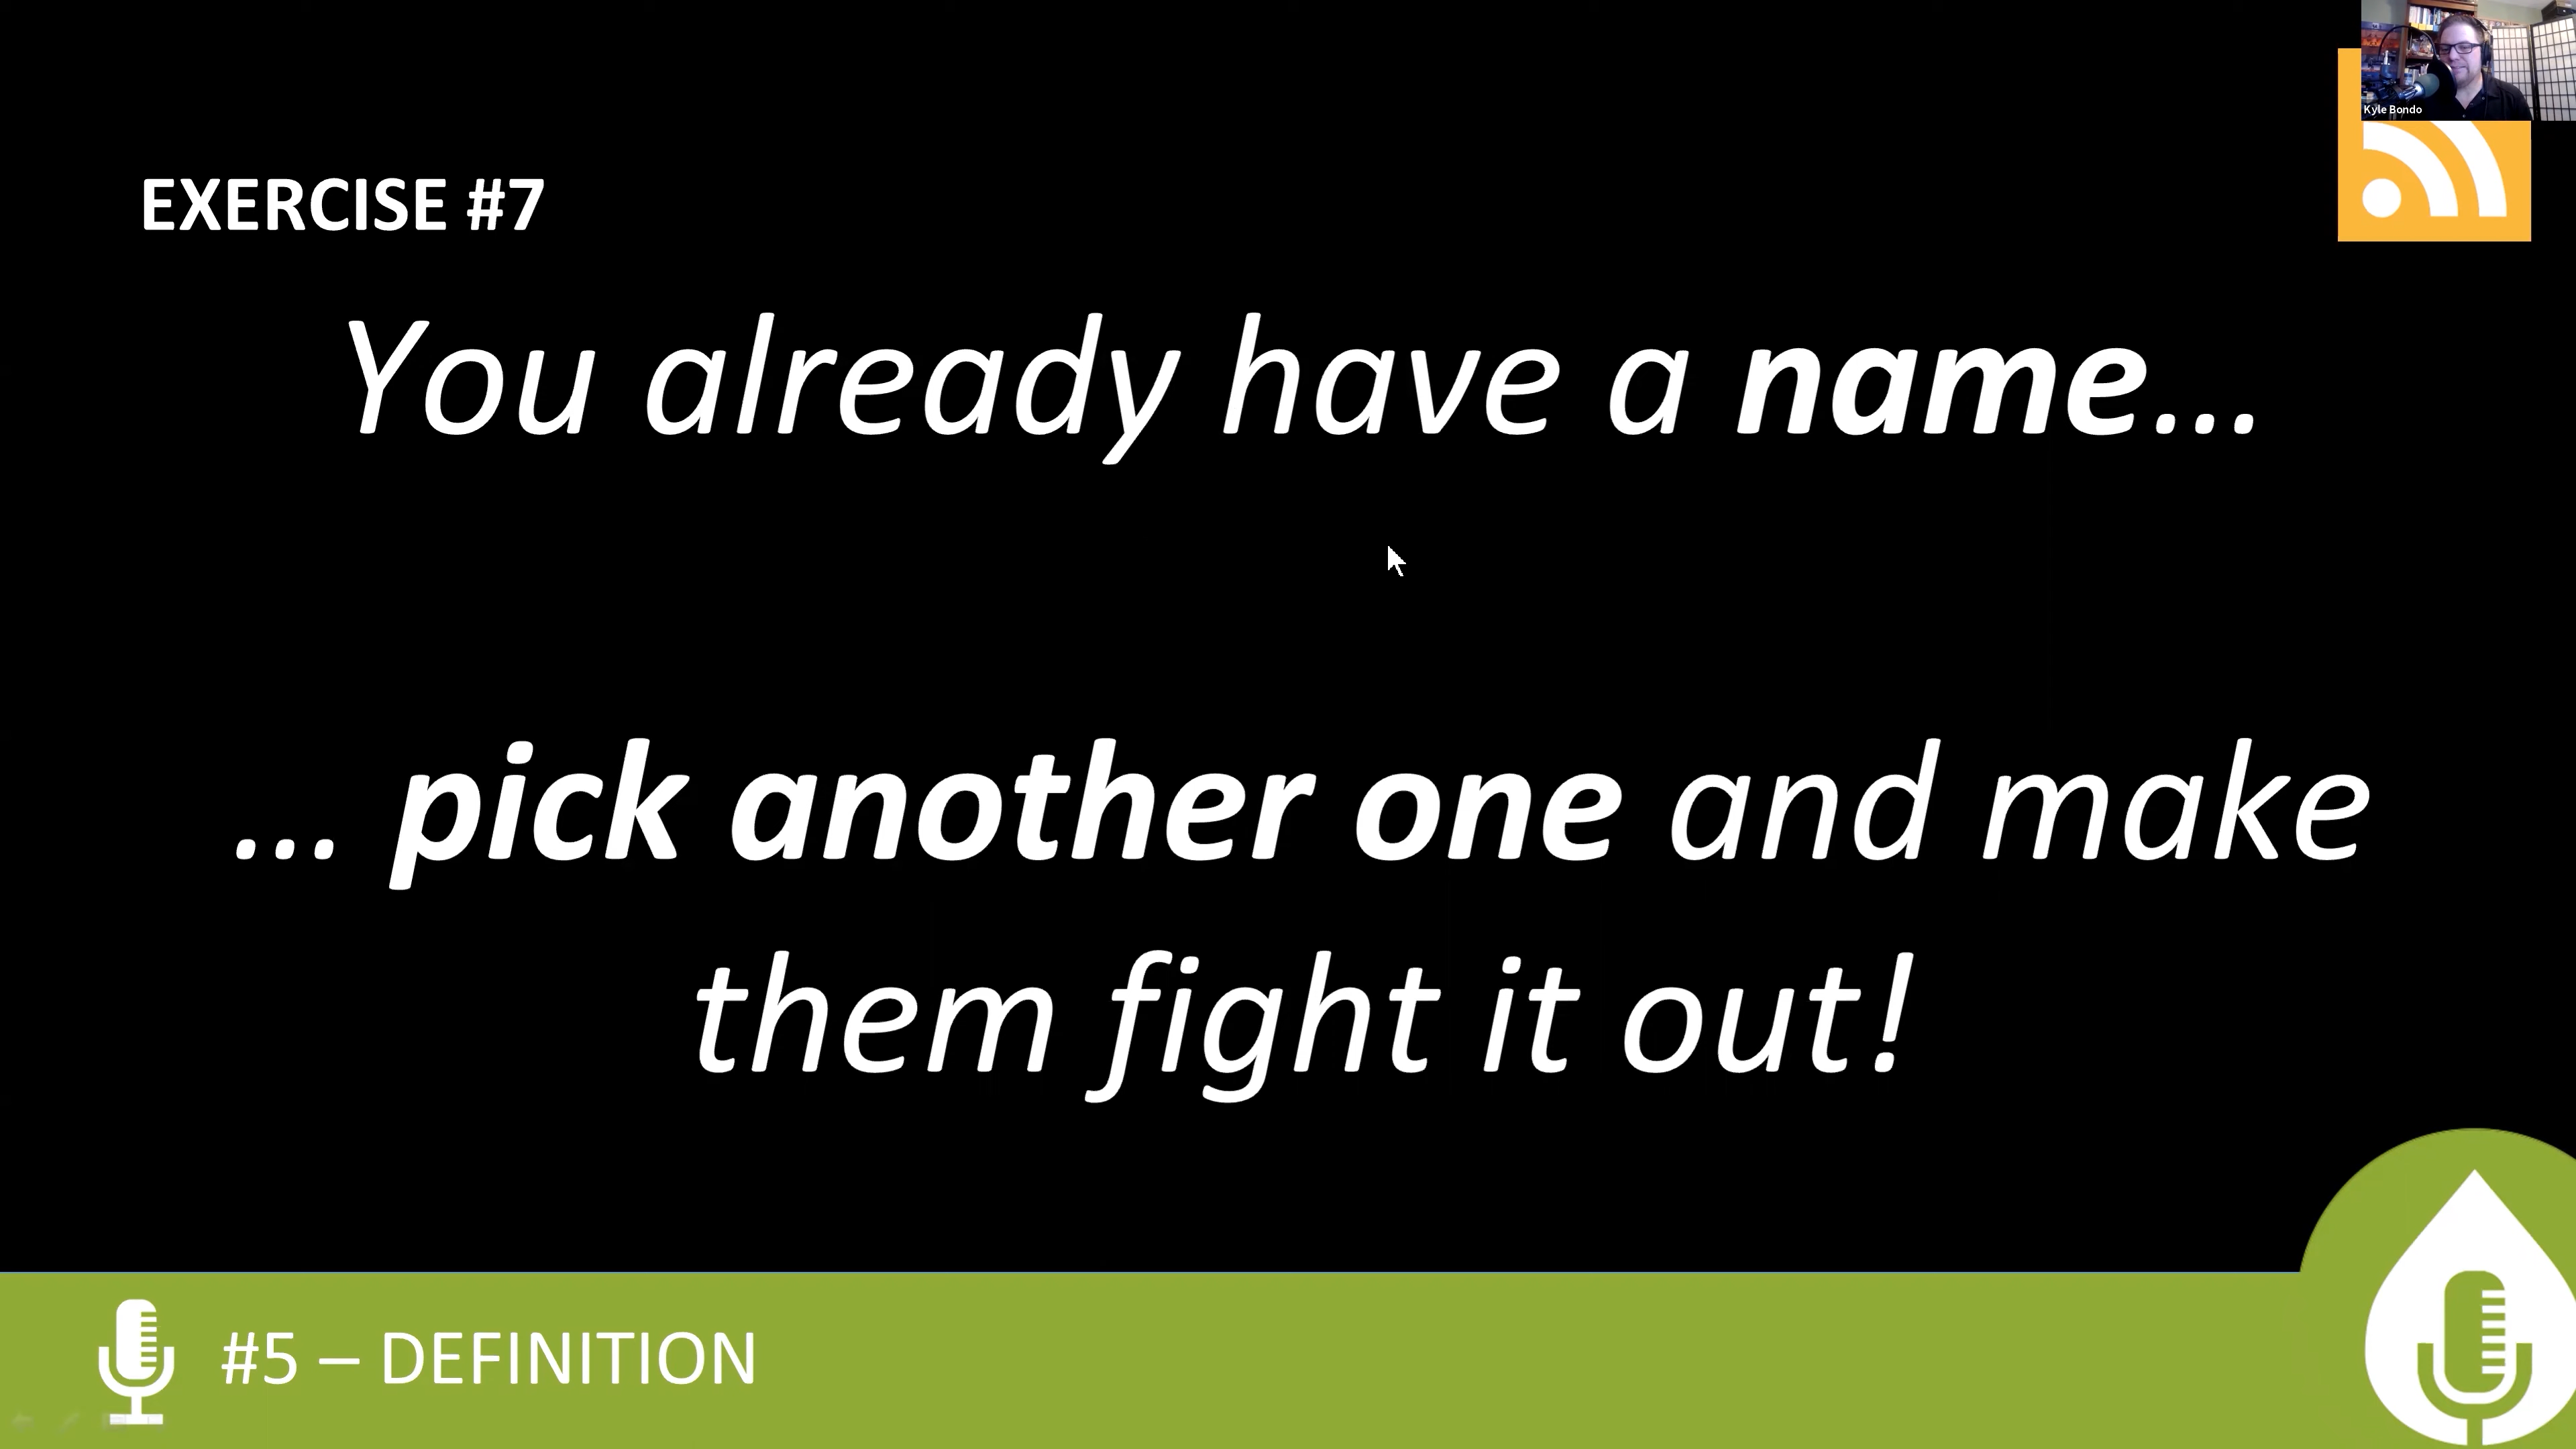 Kyle Bondo
EXERCISE #7
You already have a name...
... pick another one and make
them fight it out!
#5 – DEFINITION